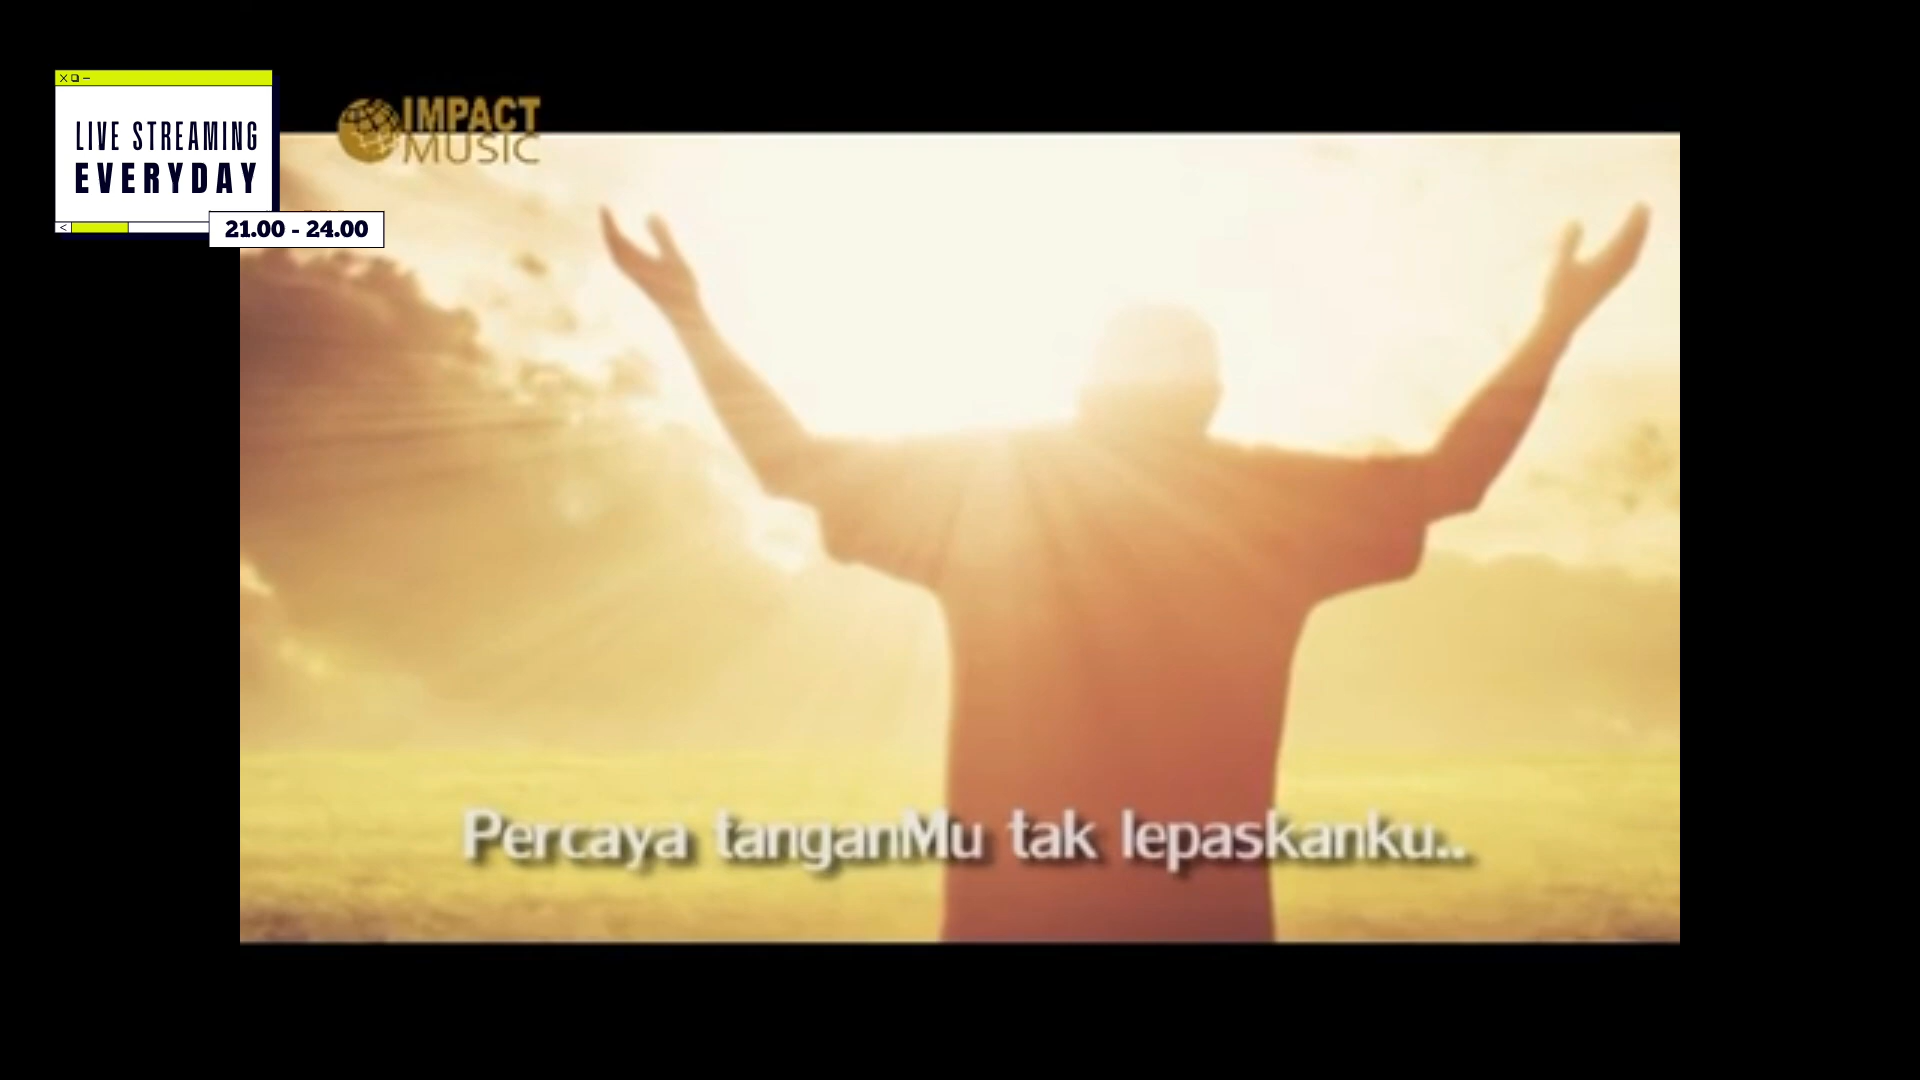 LIVE STREAMING
EVERYDAY
21.00 - 24.00
IMPACT
MUSIC
Percaya tanganMu tak lepaskanku..